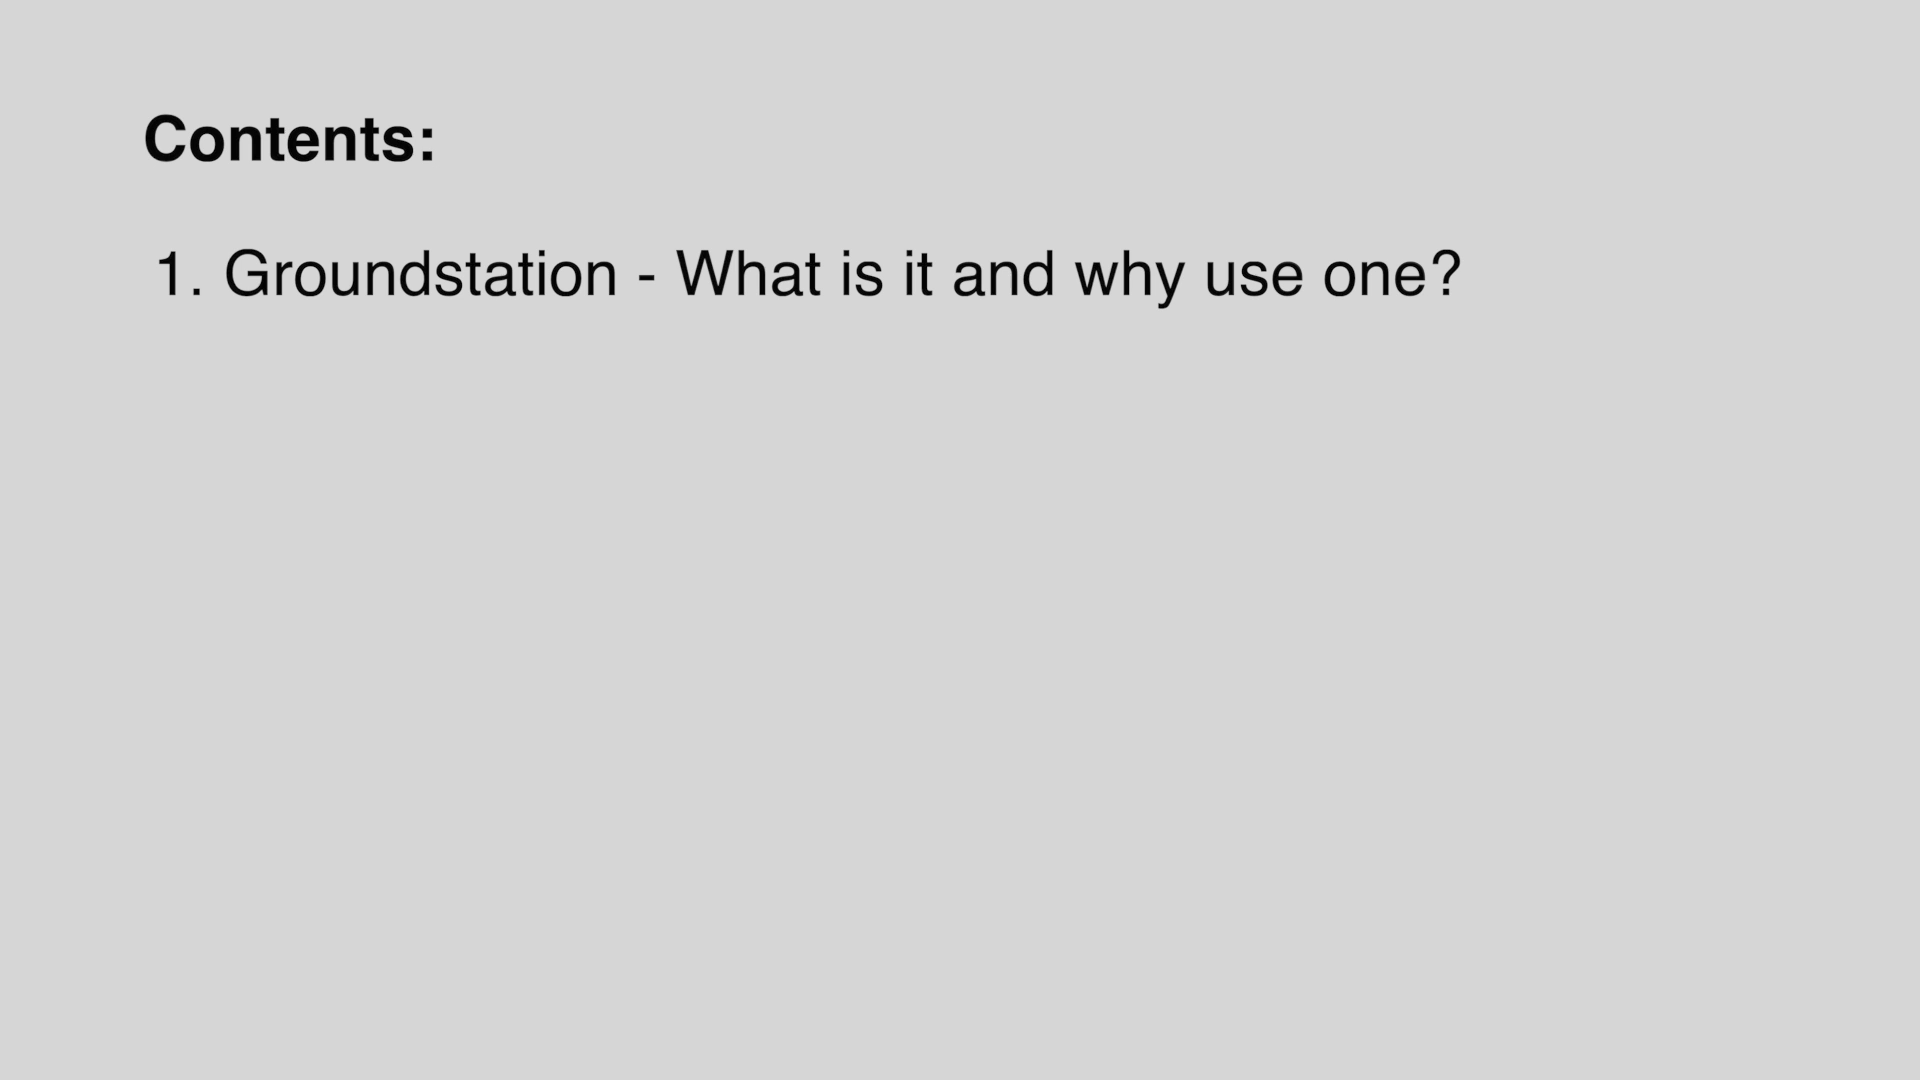 Contents:
1. Groundstation - What is it and why use one?